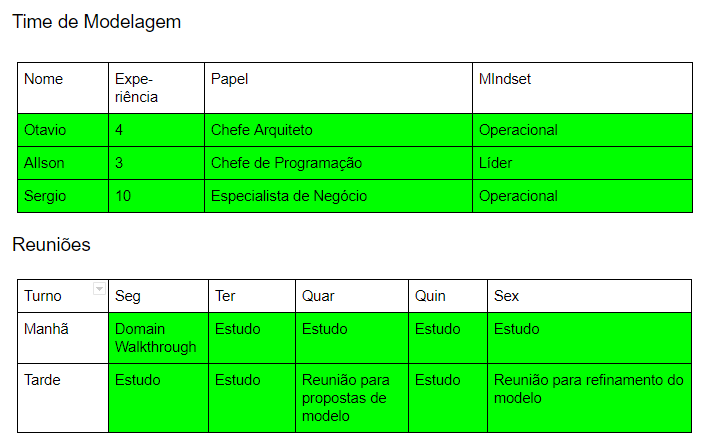 Time de Modelagem
Nome Expe- Papel MIndset
riência
Otavio 4 Chefe Arquiteto Operacional
Allson 3 Chefe de Programação Líder
Sergio 10 Especialista de Negócio Operacional
Reuniões
Turno Seg Ter Quar Quin Sex
Manhã Domain Estudo Estudo Estudo Estudo
Walkthrough
Tarde Estudo Estudo Reunião para Estudo Reunião para refinamento do
propostas de modelo
modelo